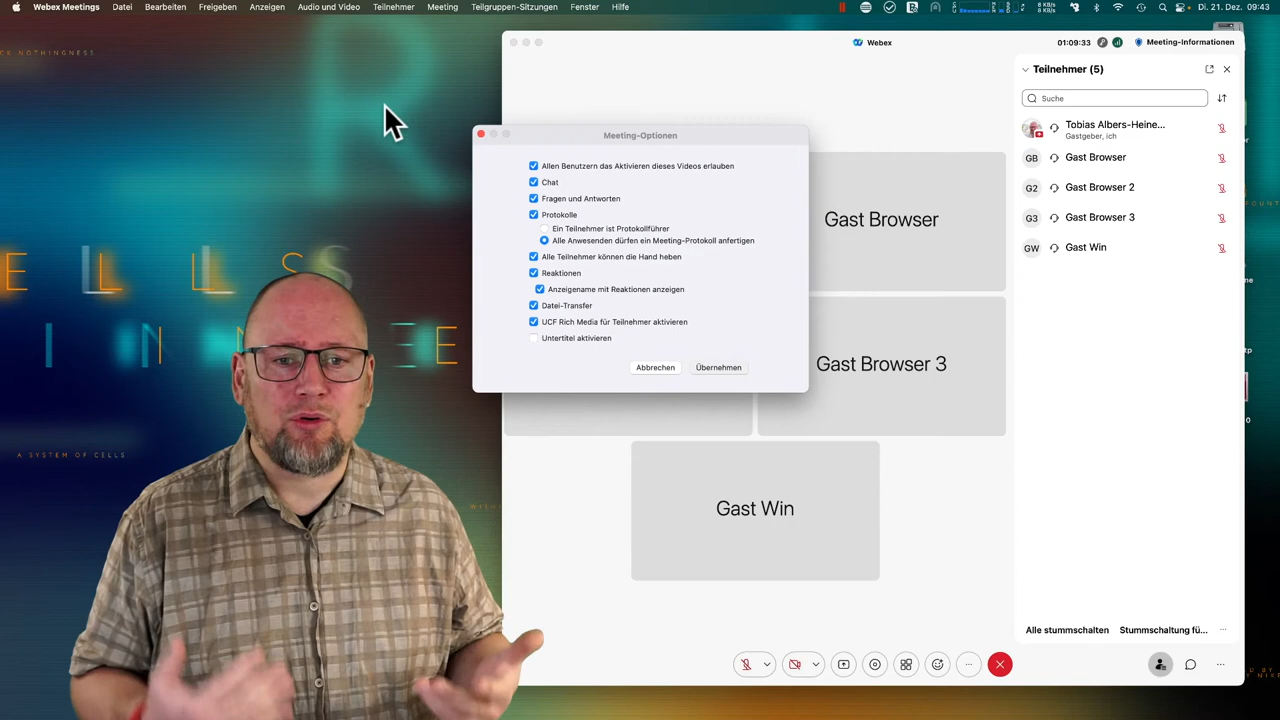 Webex Meetings Datei Bearbeiten Freigeben Anzeigen Audio und Video Teilnehmer Meeting Teilgruppen-Sitzungen Fenster Hilfe
Di. 21. Dez. 09:43
CK NOTHINGNESS
ELLS
A SYSTEM OF CELLS
Webex
01:09:33 Meeting-Informationen
Meeting-Optionen
Allen Benutzern das Aktivieren dieses Videos erlauben
Chat
Fragen und Antworten
Protokolle
Ein Teilnehmer ist Protokollführer
Alle Anwesenden dürfen ein Meeting-Protokoll anfertigen
Alle Teilnehmer können die Hand heben
Reaktionen
Anzeigename mit Reaktionen anzeigen
Datei-Transfer
UCF Rich Media für Teilnehmer aktivieren
Untertitel aktivieren
Abbrechen Übernehmen
Gast Browser
Gast Browser 3
Gast Win
Teilnehmer (5)
Suche
Tobias Albers-Heine...
Gastgeber, ich
GB Gast Browser
G2 Gast Browser 2
G3 Gast Browser 3
GW Gast Win
Alle stummschalten Stummschaltung fü... ...